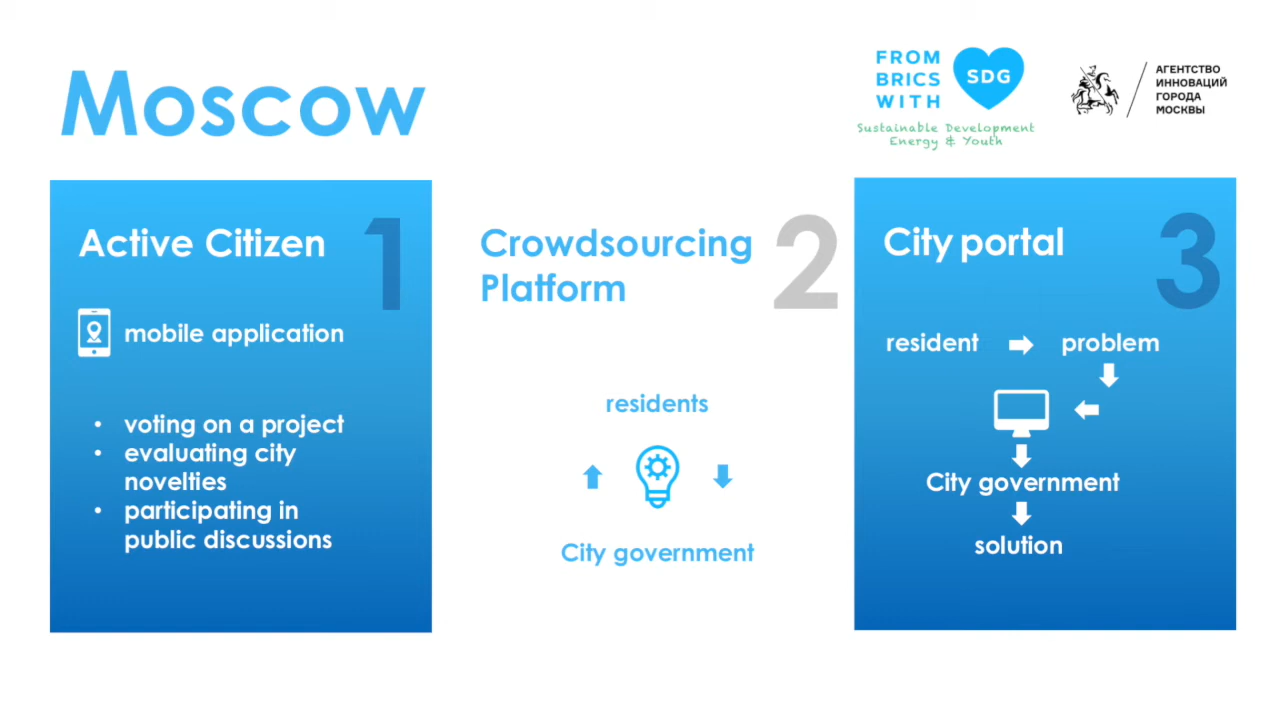 Moscow
FROM
BRICS
WITH
SDG
Sustainable Development
Energy & Youth
АГЕНТСТВО
ИННОВАЦИЙ
ГОРОДА
МОСКВЫ
Active Citizen
1
mobile application
• voting on a project
• evaluating city
novelties
• participating in
public discussions
Crowdsourcing
Platform
2
residents
City government
City portal
3
resident
problem
City government
solution